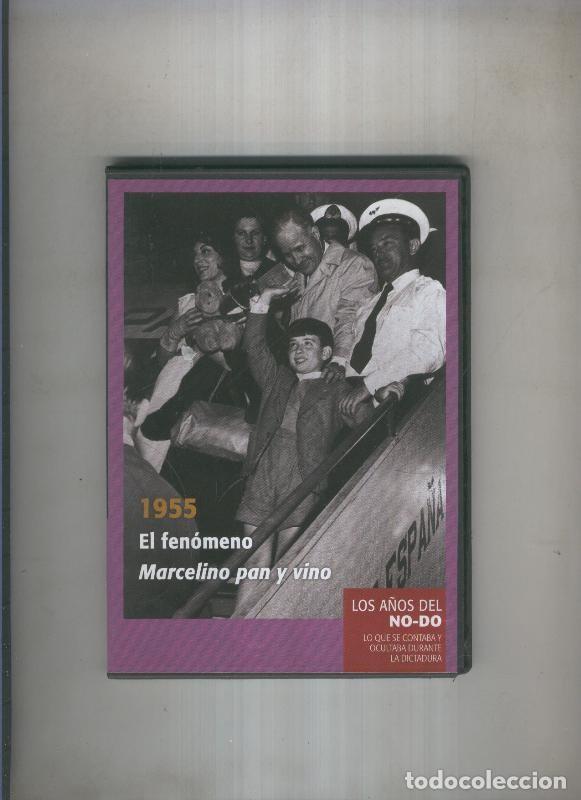 1955
El fenómeno
Marcelino pan y vino
ESPAÑA
LOS AÑOS DEL
NO-DO
LO QUE SE CONTABA Y
OCULTABA DURANTE
LA DICTADURA
todocoleccion